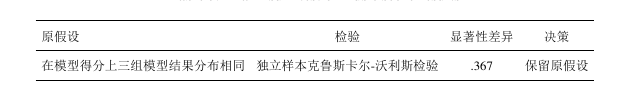 原假设 检验 显著性差异 决策
在模型得分上三组模型结果分布相同 独立样本克鲁斯卡尔-沃利斯检验 .367 保留原假设